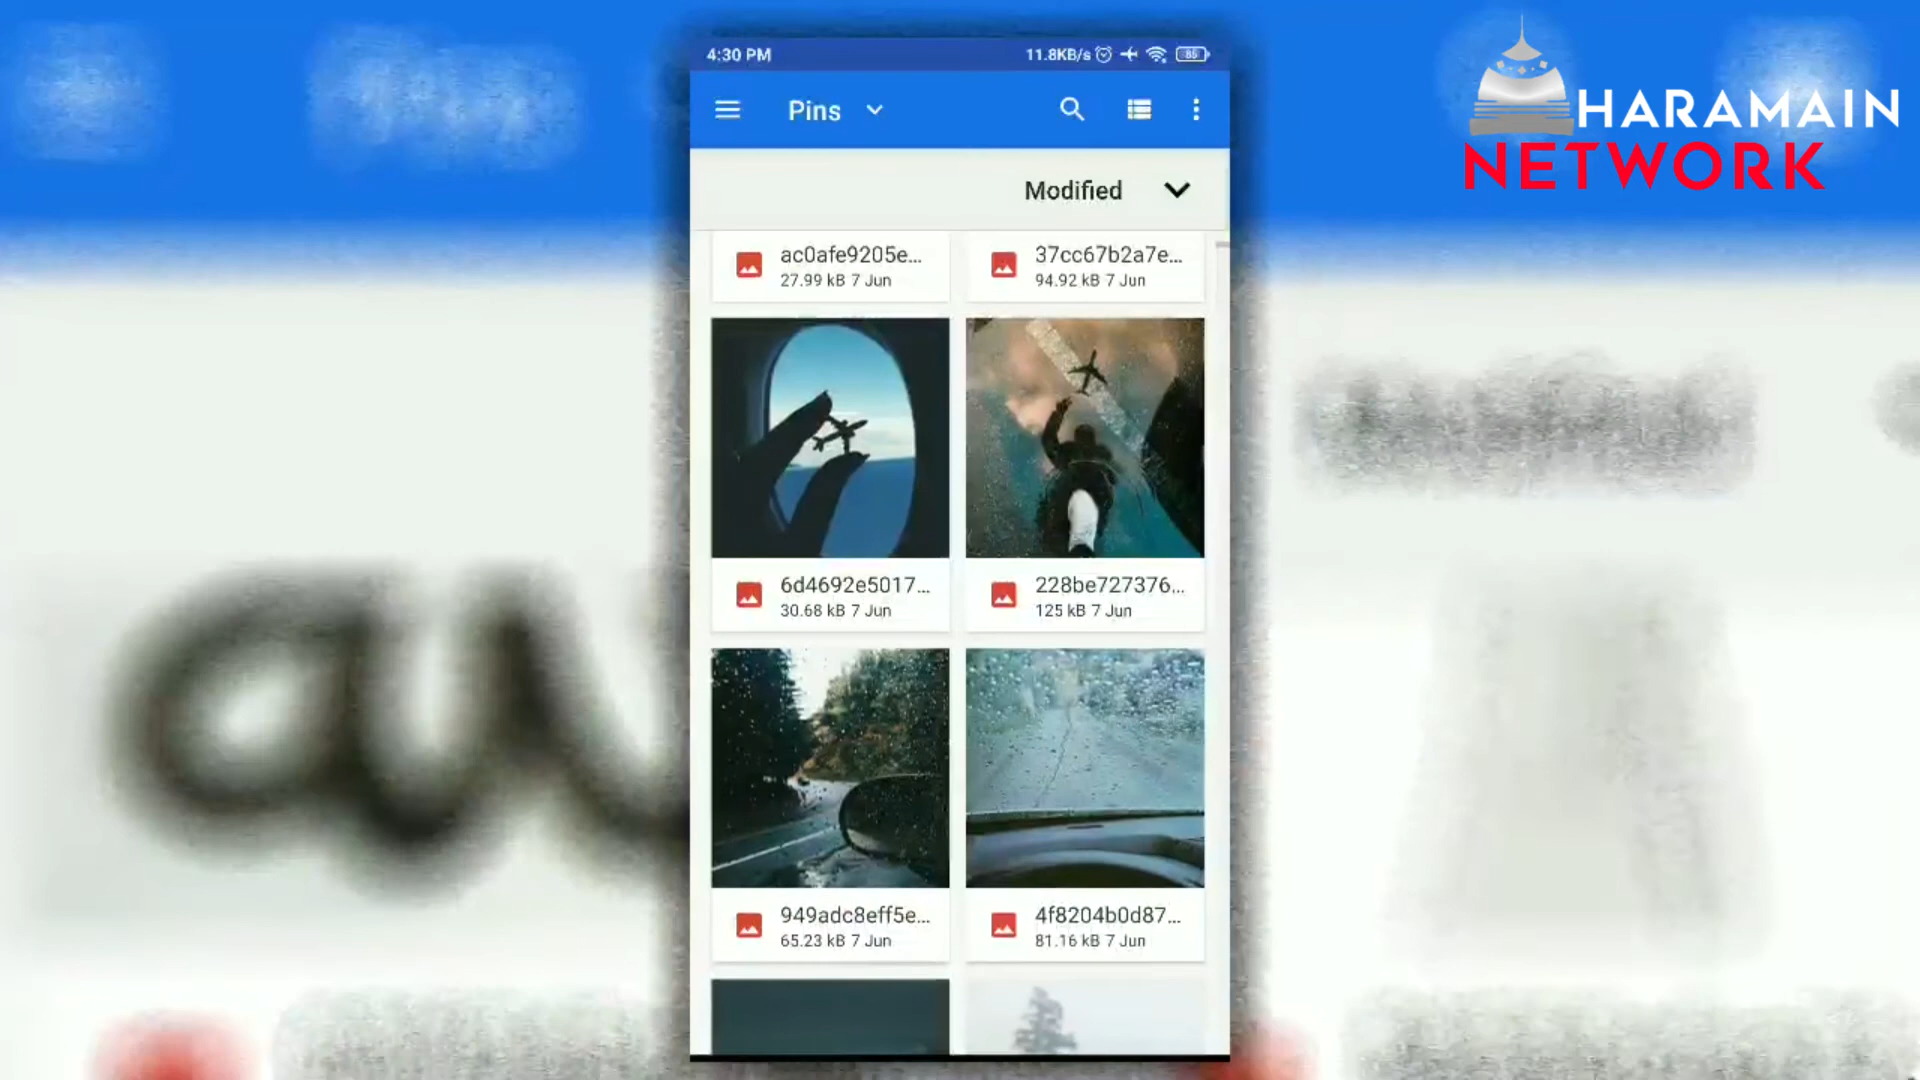 4:30 PM 11.8KB/s 85
Pins
HARAMAIN
NETWORK
Modified
ac0afe9205e... 37cc67b2a7e...
27.99 kB 7 Jun 94.92 kB 7 Jun
6d4692e5017... 228be727376...
30.68 kB 7 Jun 125 kB 7 Jun
949adc8eff5e... 4f8204b0d87...
65.23 kB 7 Jun 81.16 kB 7 Jun